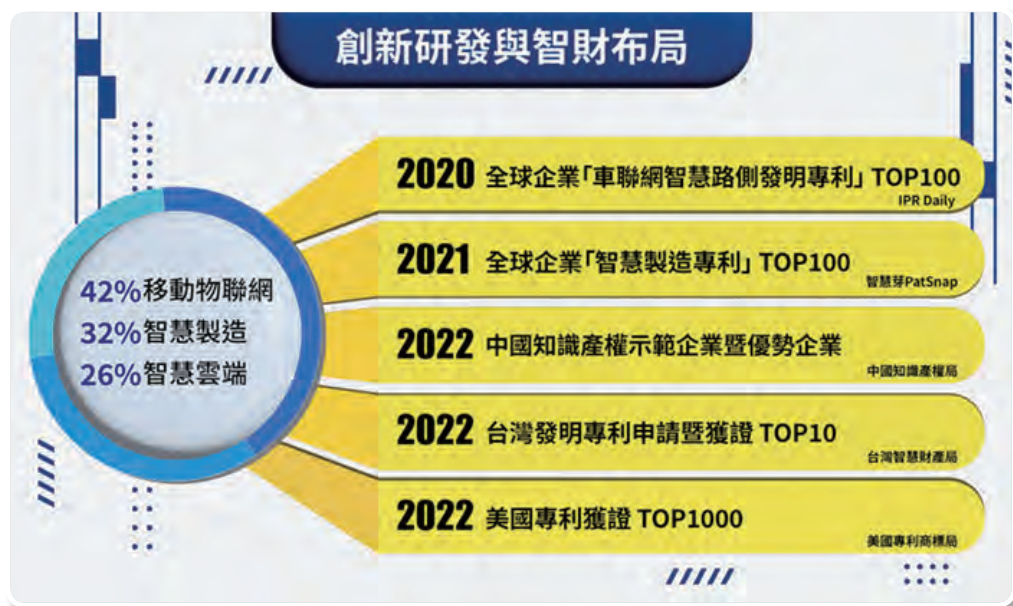 創新研發與智財布局
42%移動物聯網
32%智慧製造
26%智慧雲端
2020 全球企業「車聯網智慧路側發明專利」TOP100
IPR Daily
2021 全球企業「智慧製造專利」TOP100
智慧芽PatSnap
2022 中國知識產權示範企業暨優勢企業
中國知識產權局
2022 台灣發明專利申請暨獲證 TOP10
台灣智慧財產局
2022 美國專利獲證 TOP1000
美國專利商標局